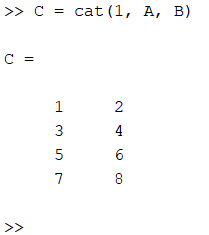 >> C = cat(1, A, B)
C =
1 2
3 4
5 6
7 8
>>